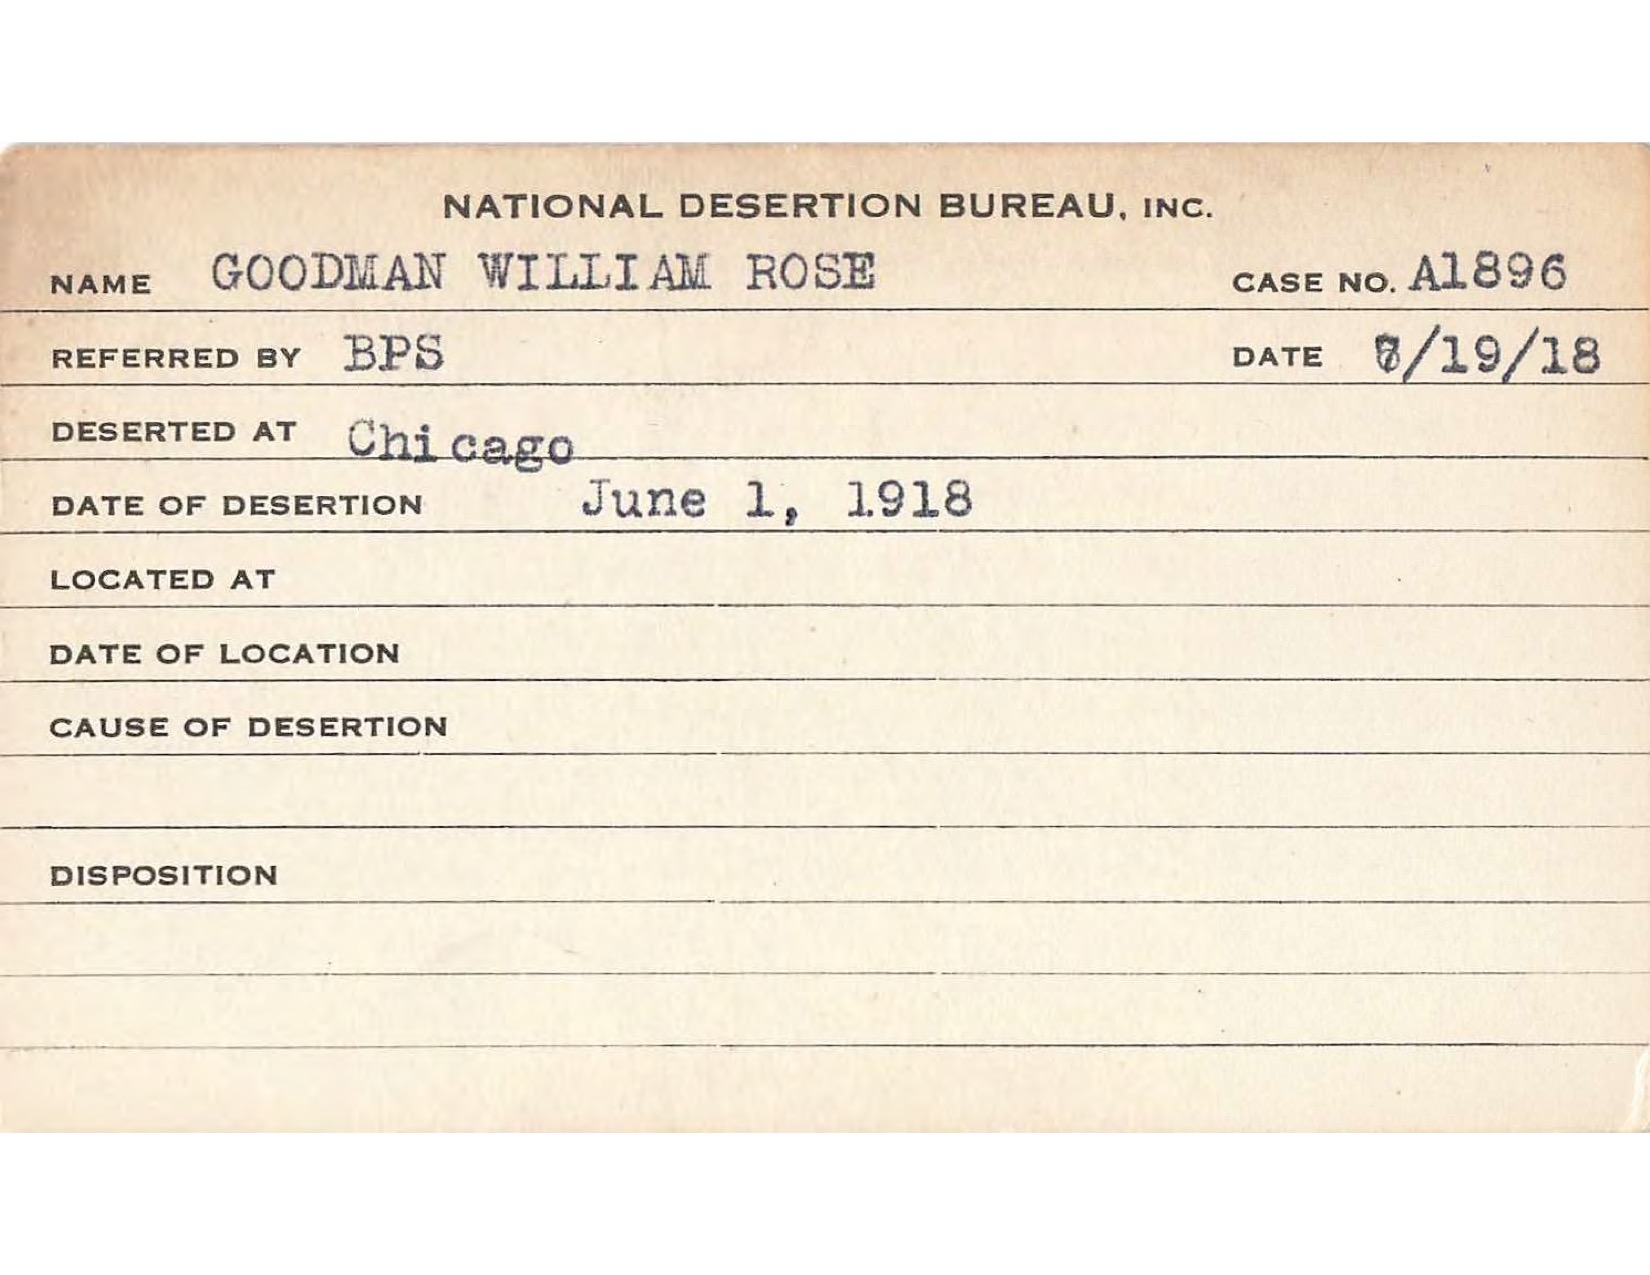 NATIONAL DESERTION BUREAU, INC.
NAME GOODMAN WILLIAM ROSE CASE NO. A1896
REFERRED BY BPS DATE /19/18
DESERTED AT Chicago
DATE OF DESERTION June 1, 1918
LOCATED AT
DATE OF LOCATION
CAUSE OF DESERTION
DISPOSITION